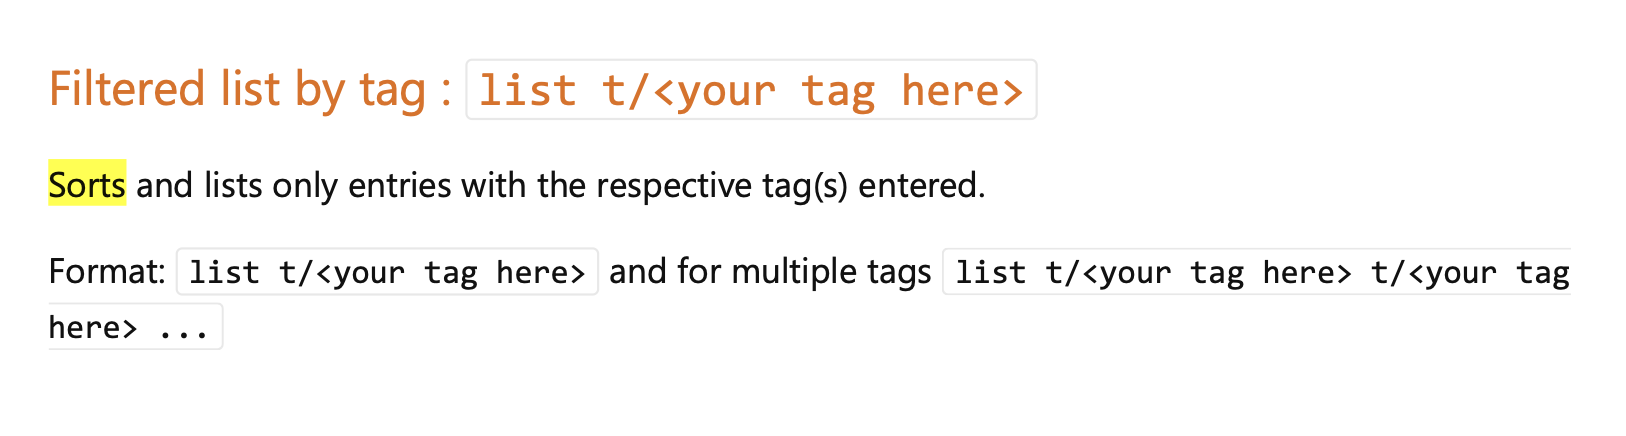 Filtered list by tag : list t/<your tag here>
Sorts and lists only entries with the respective tag(s) entered.
Format: list t/<your tag here> and for multiple tags list t/<your tag here> t/<your tag
here> ...